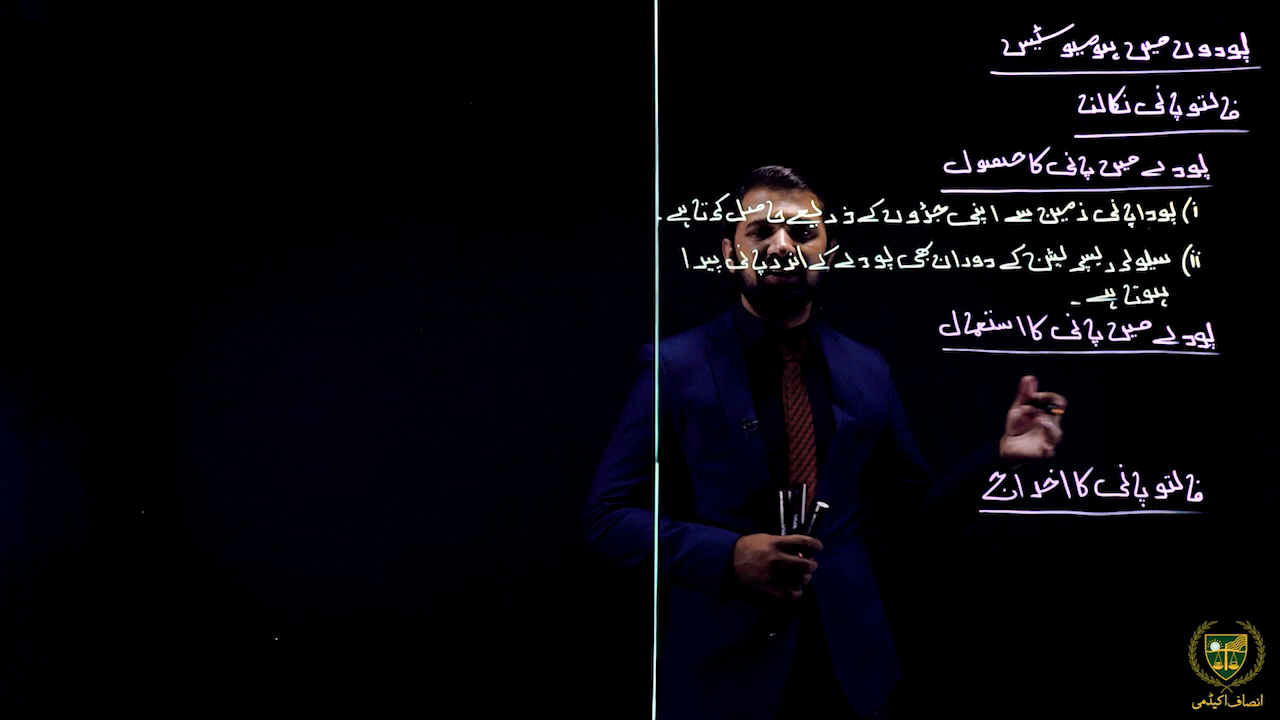 پودوں میں ہومیوسٹیسس
فالتو پانی نکالنا
پودے میں پانی کا حصول
i) پودا پانی زمین سے اپنی جڑوں کے ذریعے حاصل کرتا ہے۔
ii) سیلولر ریسپریشن کے دوران بھی پودے کے اندر پانی پیدا
ہوتا ہے۔
پودے میں پانی کا استعمال
فالتو پانی کا اخراج
انصاف اکیڈمی